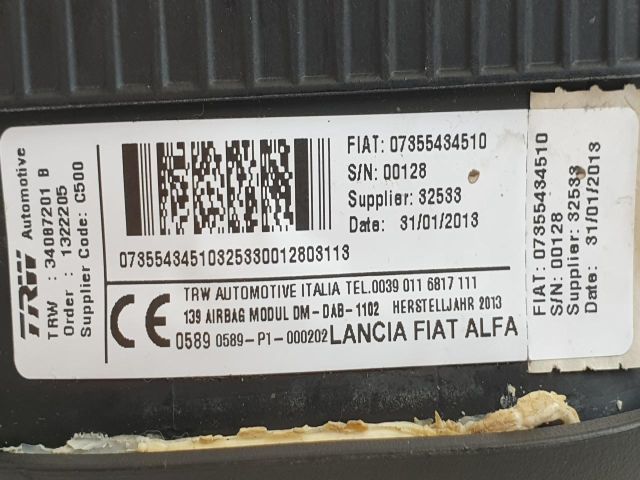 TRW Automotive
TRW : 34087201 B
Order : 1322205
Supplier Code: C500
FIAT: 07355434510
S/N: 00128
Supplier: 32533
Date: 31/01/2013
07355434510325330012803113
TRW AUTOMOTIVE ITALIA TEL.0039 011 6817 111
139 AIRBAG MODUL DM-DAB-1102 HERSTELLJAHR 2013
CE 0589 0589-P1-000202 LANCIA FIAT ALFA
FIAT: 07355434510
S/N: 00128
Supplier: 32533
Date: 31/01/2013